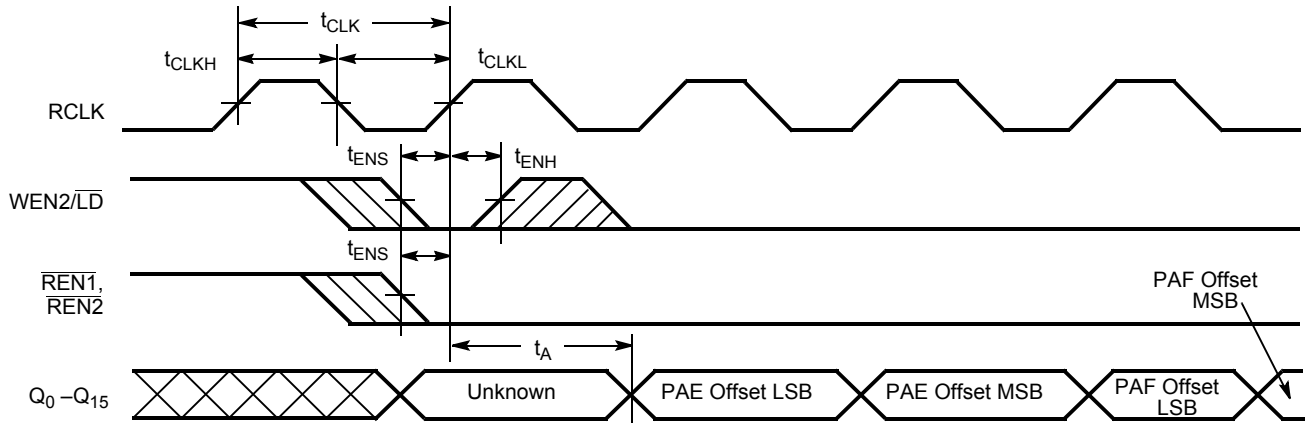 tCLK
tCLKH
tCLKL
RCLK
tENS
tENH
WEN2/LD
tENS
REN1,
REN2
PAF Offset
MSB
tA
Q0 –Q15
Unknown
PAE Offset LSB
PAE Offset MSB
PAF Offset
LSB